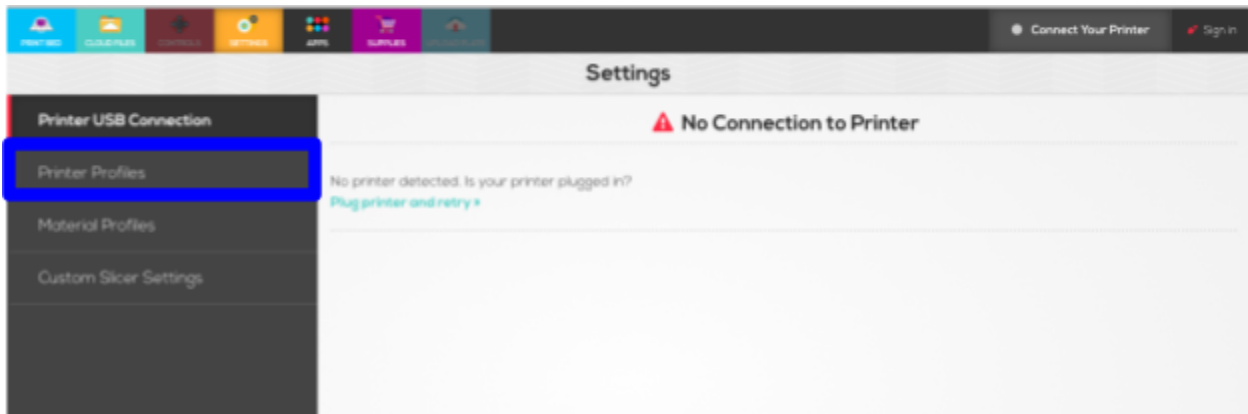 PRINT BED CLOUD FILES CONTROLS SETTINGS APPS SUPPLIES
Connect Your Printer Sign in
Settings
Printer USB Connection
Printer Profiles
Material Profiles
Custom Slicer Settings
No Connection to Printer
No printer detected. Is your printer plugged in?
Plug printer and retry »